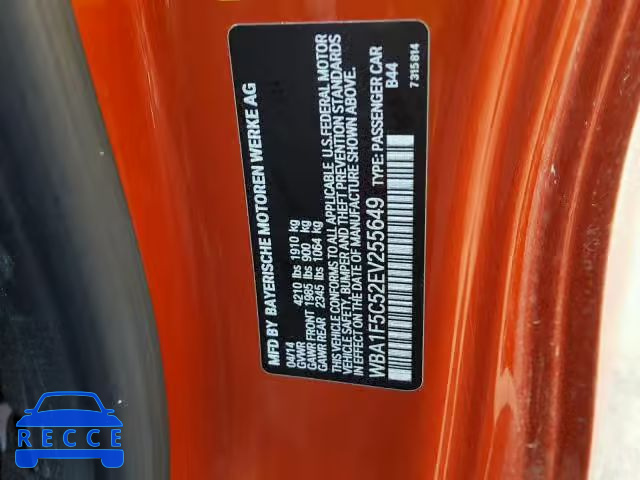 MFD BY BAYERISCHE MOTOREN WERKE AG
04/14
GVWR 4210 lbs 1910 kg
GAWR FRONT 1985 lbs 900 kg
GAWR REAR 2345 lbs 1064 kg
THIS VEHICLE CONFORMS TO ALL APPLICABLE U.S. FEDERAL MOTOR
VEHICLE SAFETY, BUMPER AND THEFT PREVENTION STANDARDS
IN EFFECT ON THE DATE OF MANUFACTURE SHOWN ABOVE.
WBA1F5C52EV255649 TYPE: PASSENGER CAR
B44
7315814
RECCE